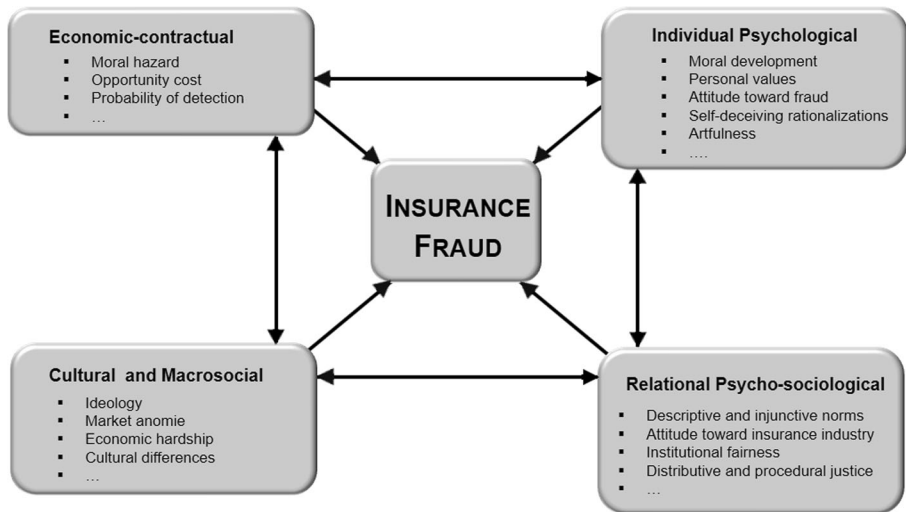 Economic-contractual
▪ Moral hazard
▪ Opportunity cost
▪ Probability of detection
▪ …
Individual Psychological
▪ Moral development
▪ Personal values
▪ Attitude toward fraud
▪ Self-deceiving rationalizations
▪ Artfulness
▪ ….
INSURANCE
FRAUD
Cultural and Macrosocial
▪ Ideology
▪ Market anomie
▪ Economic hardship
▪ Cultural differences
▪ …
Relational Psycho-sociological
▪ Descriptive and injunctive norms
▪ Attitude toward insurance industry
▪ Institutional fairness
▪ Distributive and procedural justice
▪ …